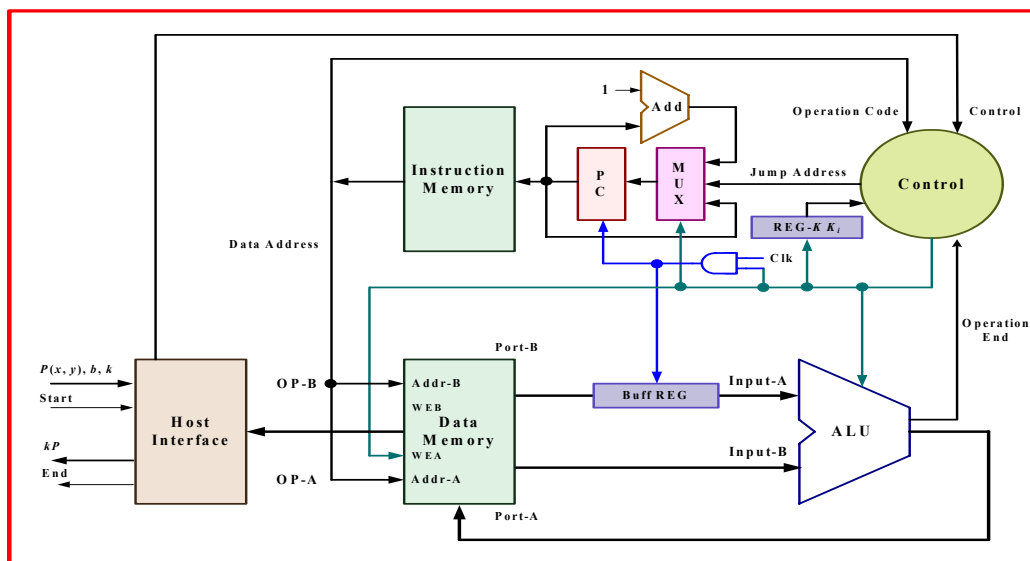 1
Add
Operation Code
Control
Instruction
Memory
P
C
M
U
X
Jump Address
Control
REG-K Ki
Data Address
Clk
Operation
End
Port-B
P(x, y), b, k
Start
Host
Interface
kP
End
OP-B
Addr-B
WEB
Data
Memory
WEA
OP-A
Addr-A
Port-A
Buff REG
Input-A
ALU
Input-B